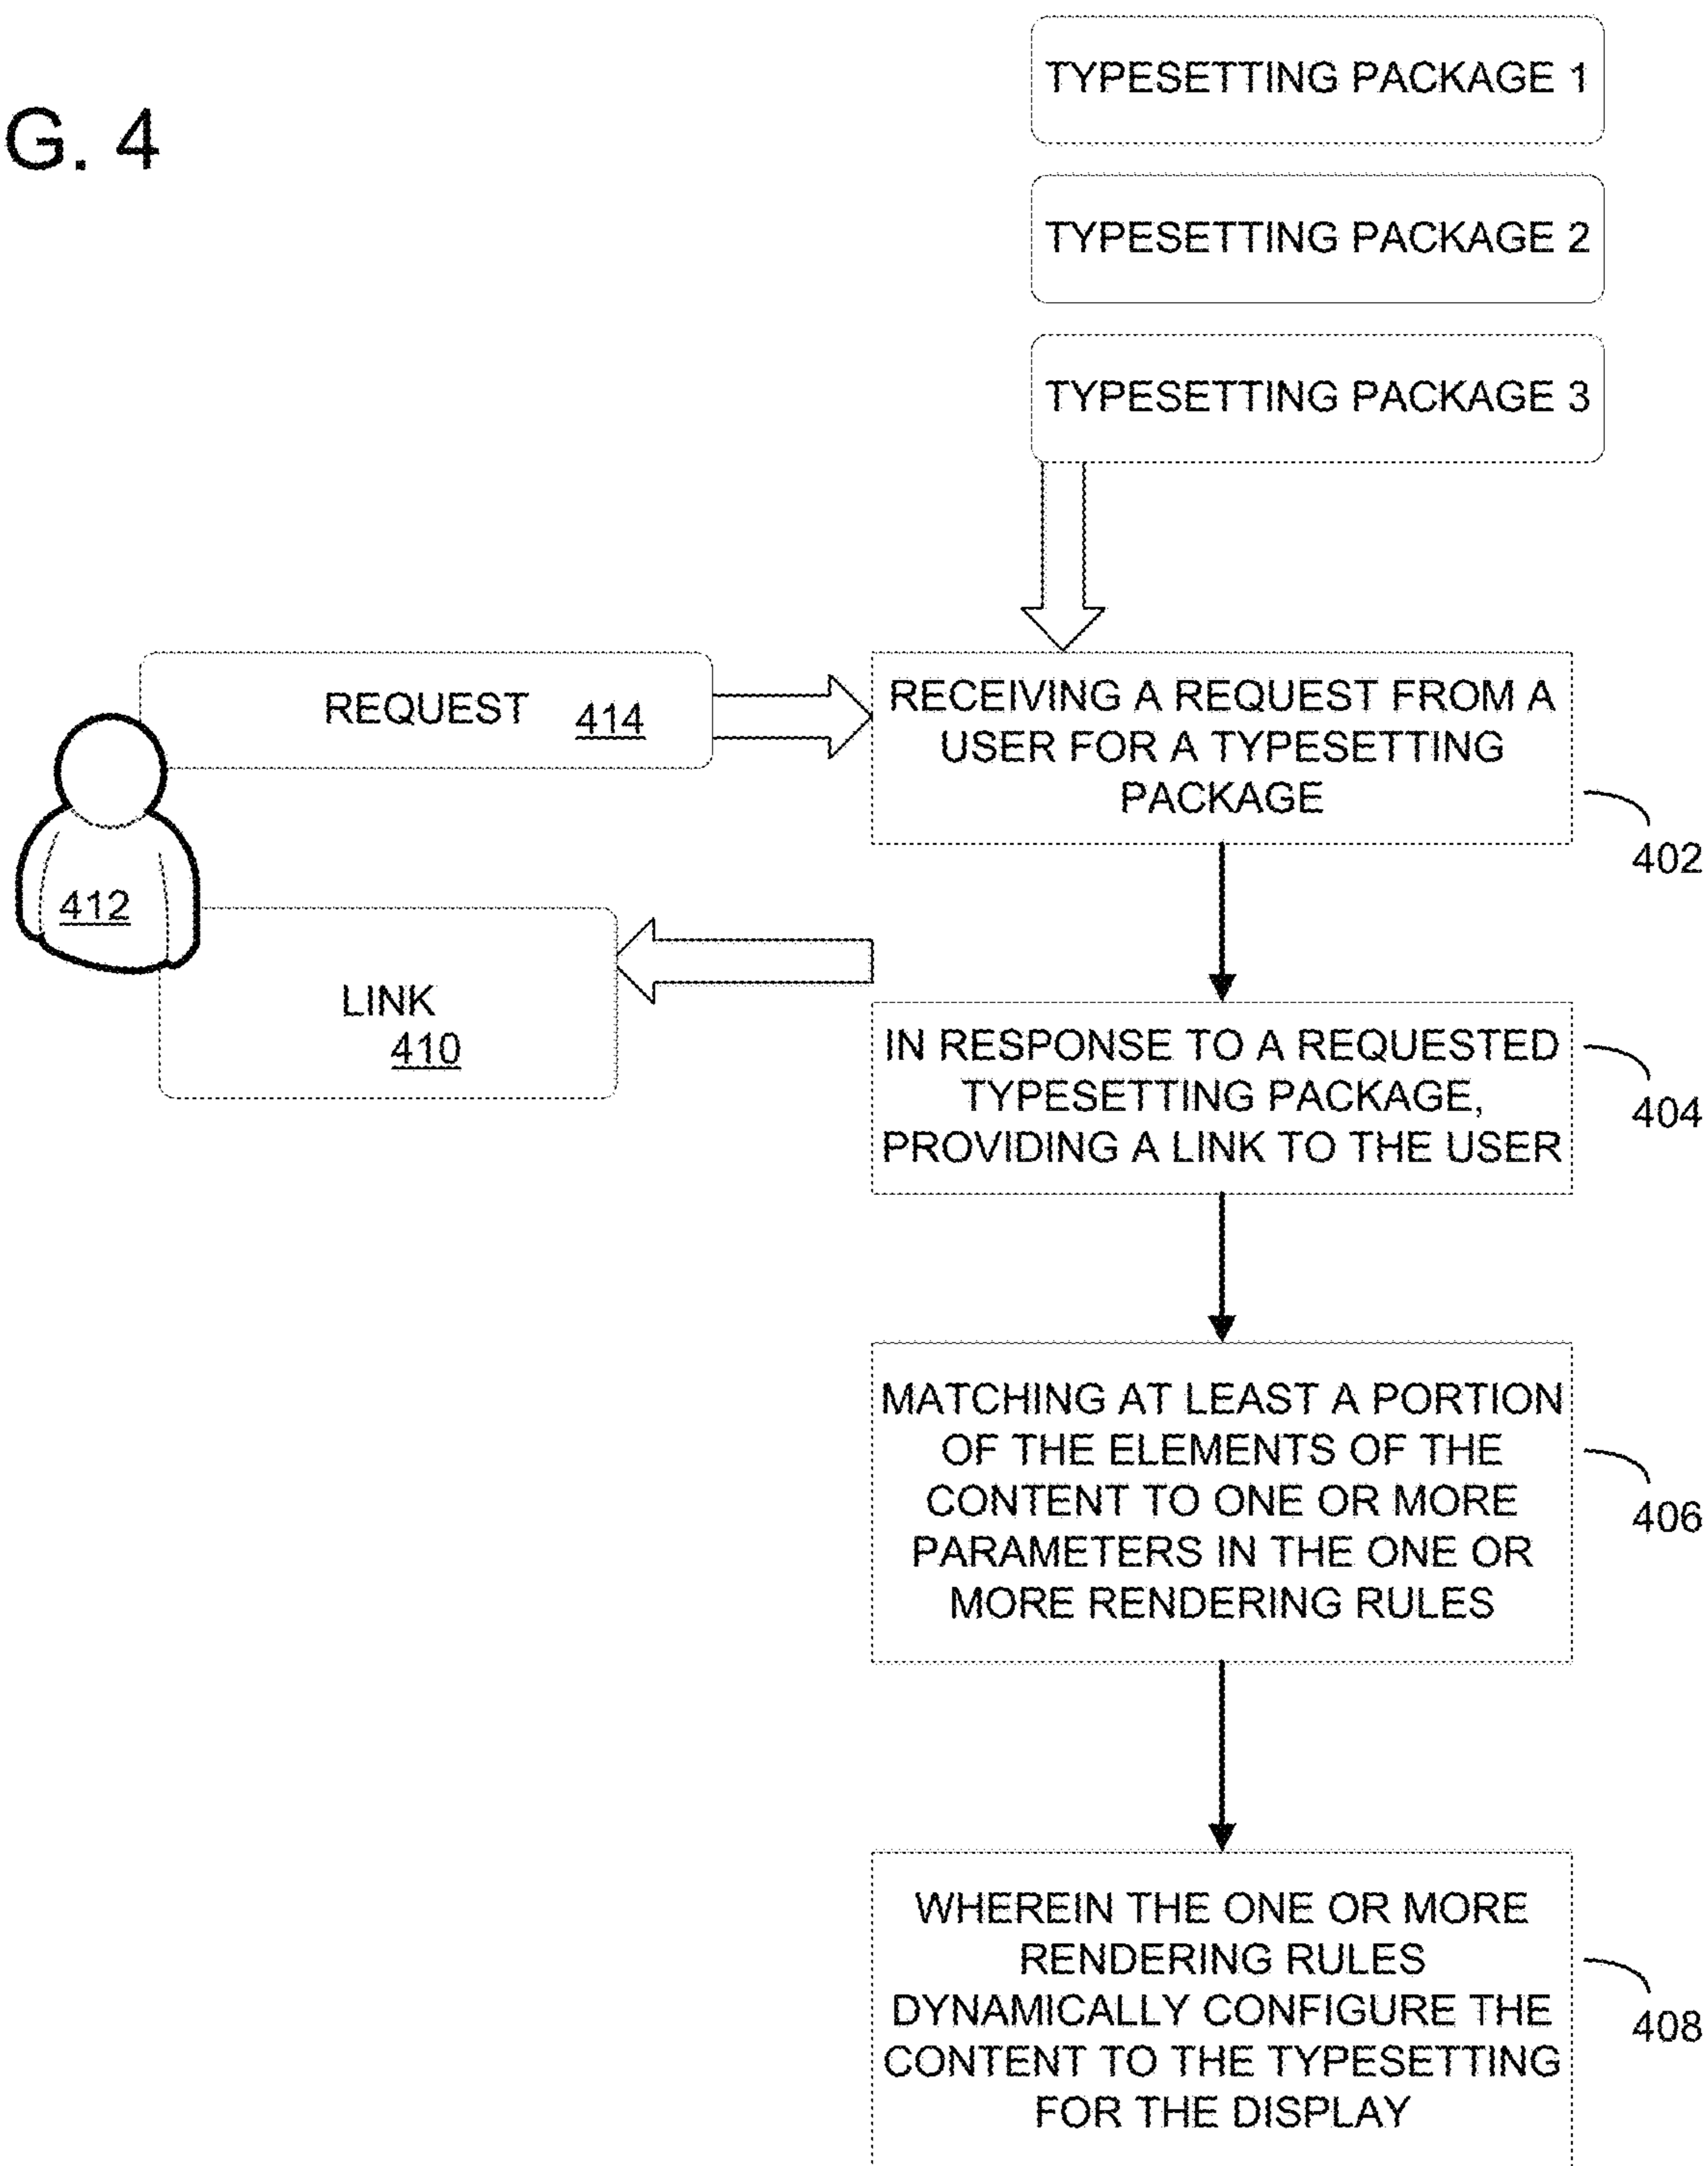 G. 4
TYPESETTING PACKAGE 1
TYPESETTING PACKAGE 2
TYPESETTING PACKAGE 3
REQUEST 414
RECEIVING A REQUEST FROM A
USER FOR A TYPESETTING
PACKAGE
402
412
LINK
410
IN RESPONSE TO A REQUESTED
TYPESETTING PACKAGE,
PROVIDING A LINK TO THE USER
404
MATCHING AT LEAST A PORTION
OF THE ELEMENTS OF THE
CONTENT TO ONE OR MORE
PARAMETERS IN THE ONE OR
MORE RENDERING RULES
406
WHEREIN THE ONE OR MORE
RENDERING RULES
DYNAMICALLY CONFIGURE THE
CONTENT TO THE TYPESETTING
FOR THE DISPLAY
408